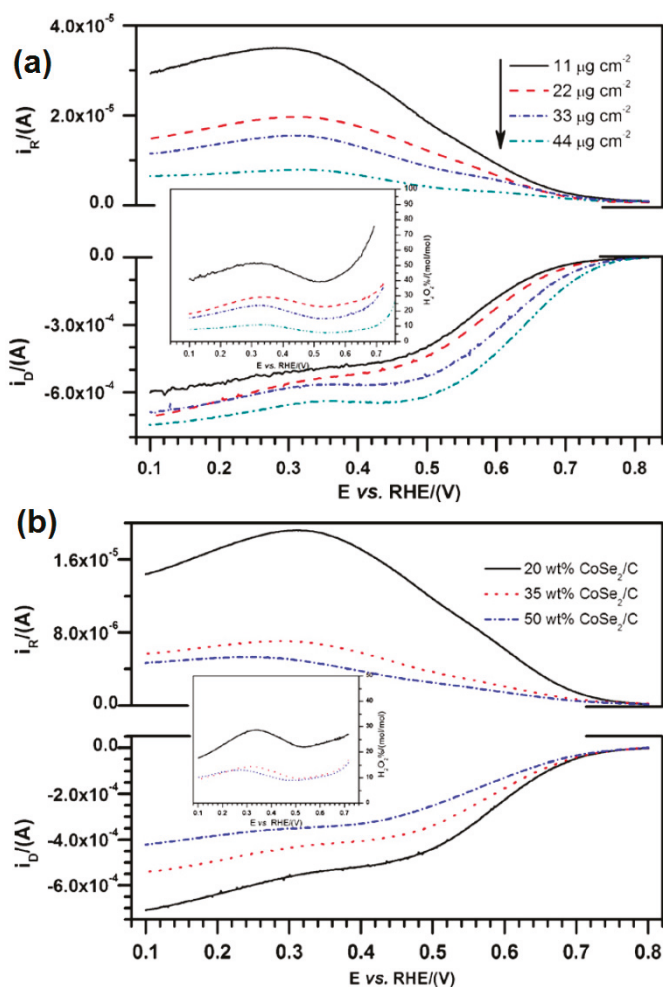 (a)
4.0x10⁻⁵
2.0x10⁻⁵
0.0
i_R/(A)
11 μg cm⁻²
22 μg cm⁻²
33 μg cm⁻²
44 μg cm⁻²
100
90
80
70
60
50
40
30
20
10
0
H₂O₂%/(mol/mol)
0.1 0.2 0.3 0.4 0.5 0.6 0.7
E vs. RHE/(V)
0.0
-3.0x10⁻⁴
-6.0x10⁻⁴
i_D/(A)
0.1 0.2 0.3 0.4 0.5 0.6 0.7 0.8
E vs. RHE/(V)
(b)
1.6x10⁻⁵
8.0x10⁻⁶
0.0
i_R/(A)
20 wt% CoSe₂/C
35 wt% CoSe₂/C
50 wt% CoSe₂/C
50
40
30
20
10
0
H₂O₂%/(mol/mol)
0.1 0.2 0.3 0.4 0.5 0.6 0.7
E vs. RHE/(V)
0.0
-2.0x10⁻⁴
-4.0x10⁻⁴
-6.0x10⁻⁴
i_D/(A)
0.1 0.2 0.3 0.4 0.5 0.6 0.7 0.8
E vs. RHE/(V)